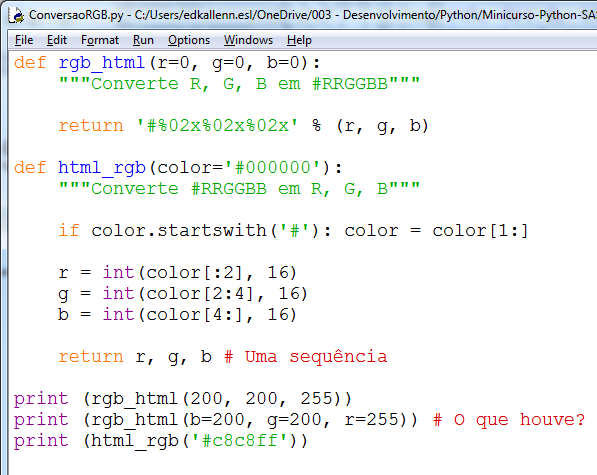 ConversaoRGB.py - C:/Users/edkallenn.esl/OneDrive/003 - Desenvolvimento/Python/Minicurso-Python-SA
File Edit Format Run Options Windows Help
def rgb_html(r=0, g=0, b=0):
    """Converte R, G, B em #RRGGBB"""
    return '#%02x%02x%02x' % (r, g, b)
def html_rgb(color='#000000'):
    """Converte #RRGGBB em R, G, B"""
    if color.startswith('#'): color = color[1:]
    r = int(color[:2], 16)
    g = int(color[2:4], 16)
    b = int(color[4:], 16)
    return r, g, b # Uma sequência
print (rgb_html(200, 200, 255))
print (rgb_html(b=200, g=200, r=255)) # O que houve?
print (html_rgb('#c8c8ff'))